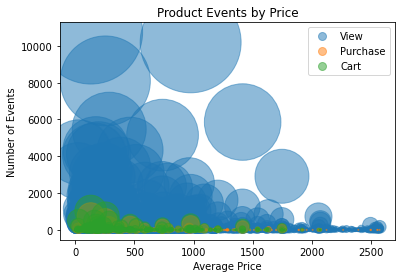 Product Events by Price
View
Purchase
Cart
Number of Events
10000
8000
6000
4000
2000
0
0 500 1000 1500 2000 2500
Average Price